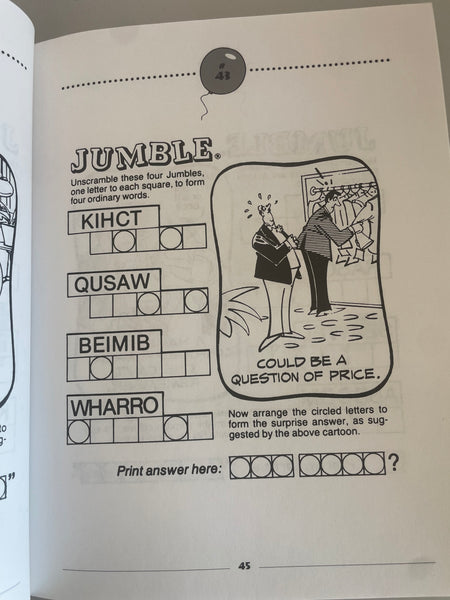 #
43
JUMBLE®
Unscramble these four Jumbles,
one letter to each square, to form
four ordinary words.
KIHCT
QUSAW
BEIMIB
WHARRO
COULD BE A
QUESTION OF PRICE.
Now arrange the circled letters to
form the surprise answer, as sug-
gested by the above cartoon.
Print answer here:
?
45
to
g-
"